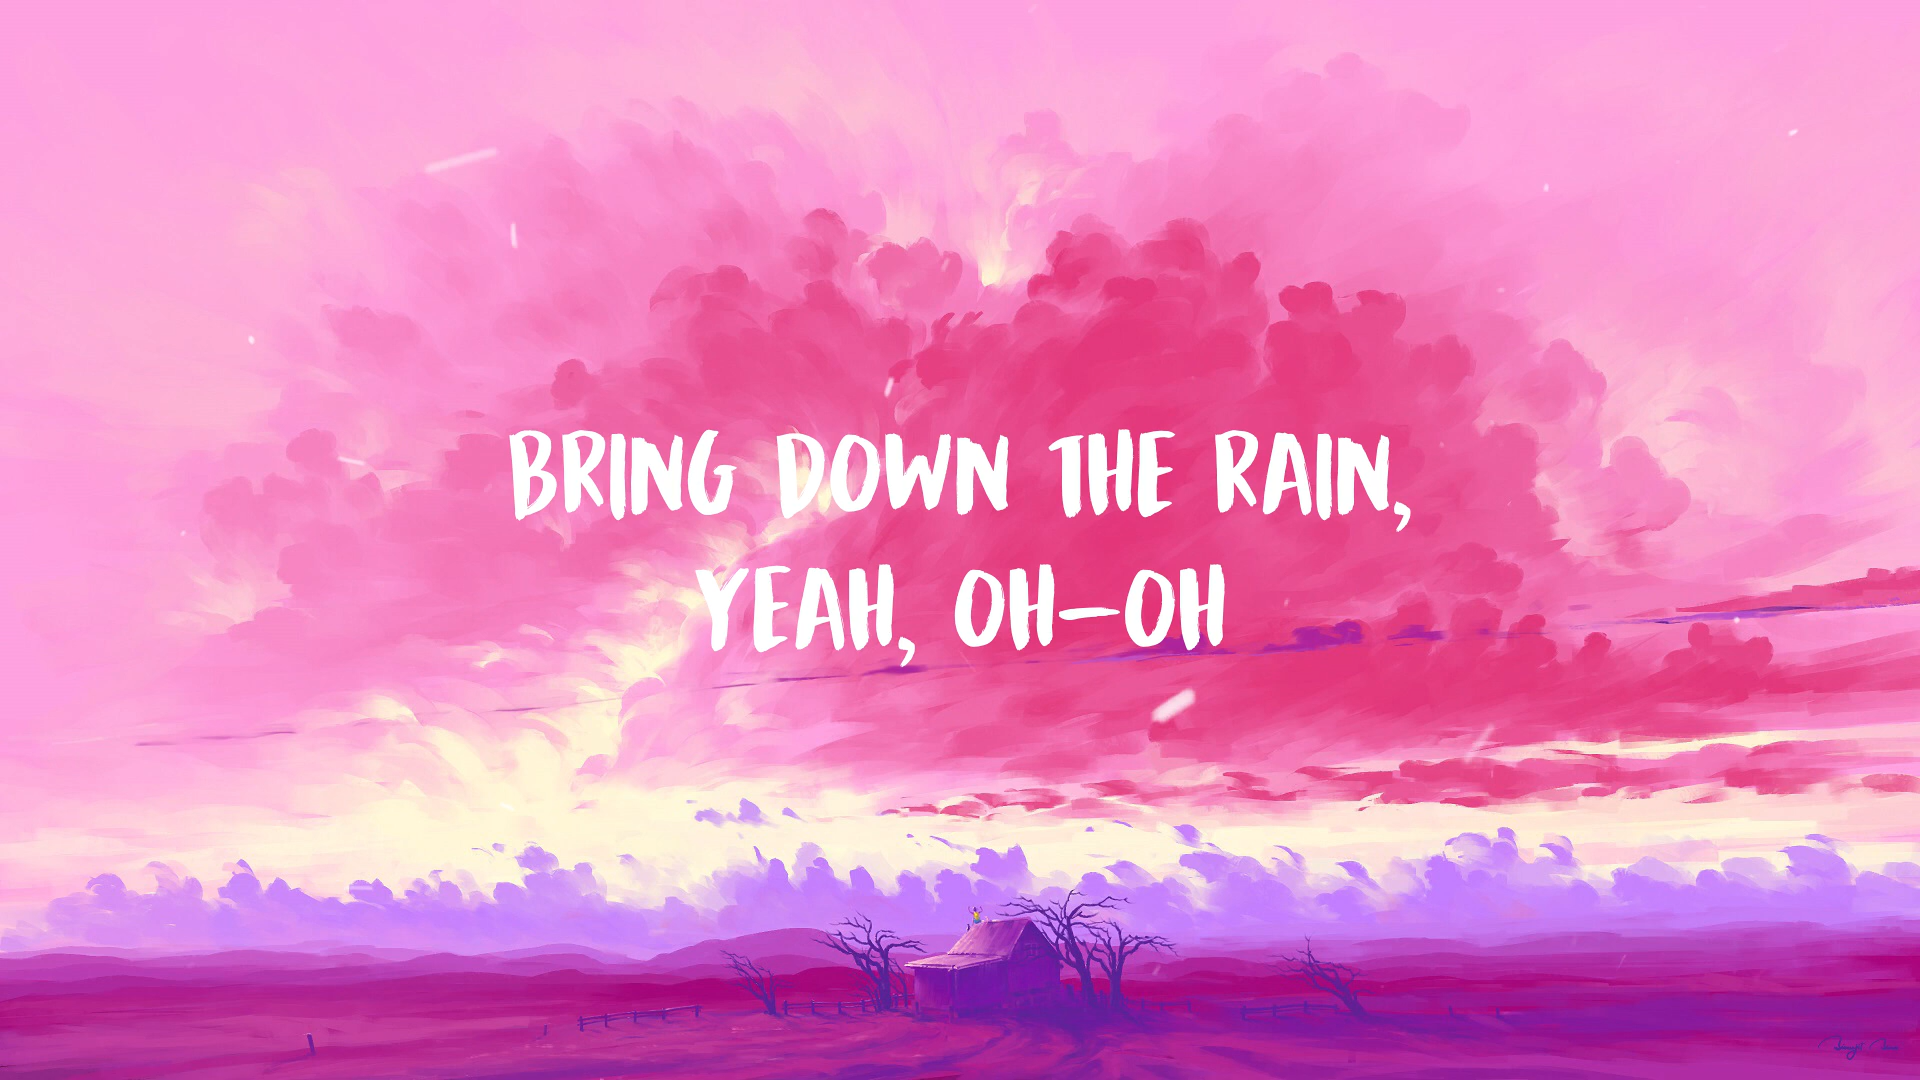 BRING DOWN THE RAIN,
YEAH, OH-OH